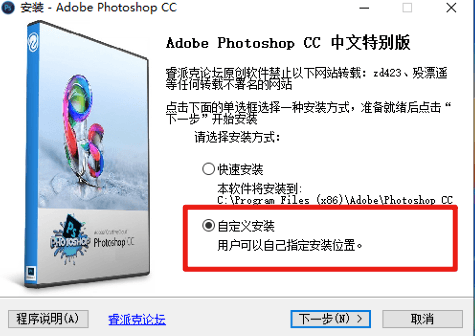 安装 - Adobe Photoshop CC
Adobe Photoshop CC 中文特别版
睿派克论坛原创软件禁止以下网站转载：zd423、殁漂遥
等任何转载不署名的网站
点击下面的单选框选择一种安装方式，准备就绪后点击“
下一步”开始安装
请选择安装方式：
快速安装
本软件将安装到:
C:\Program Files (x86)\Adobe\Photoshop CC
自定义安装
用户可以自己指定安装位置。
PHOTOSHOP
Photoshop CC
程序说明(A)
睿派克论坛
下一步(N) >
取消